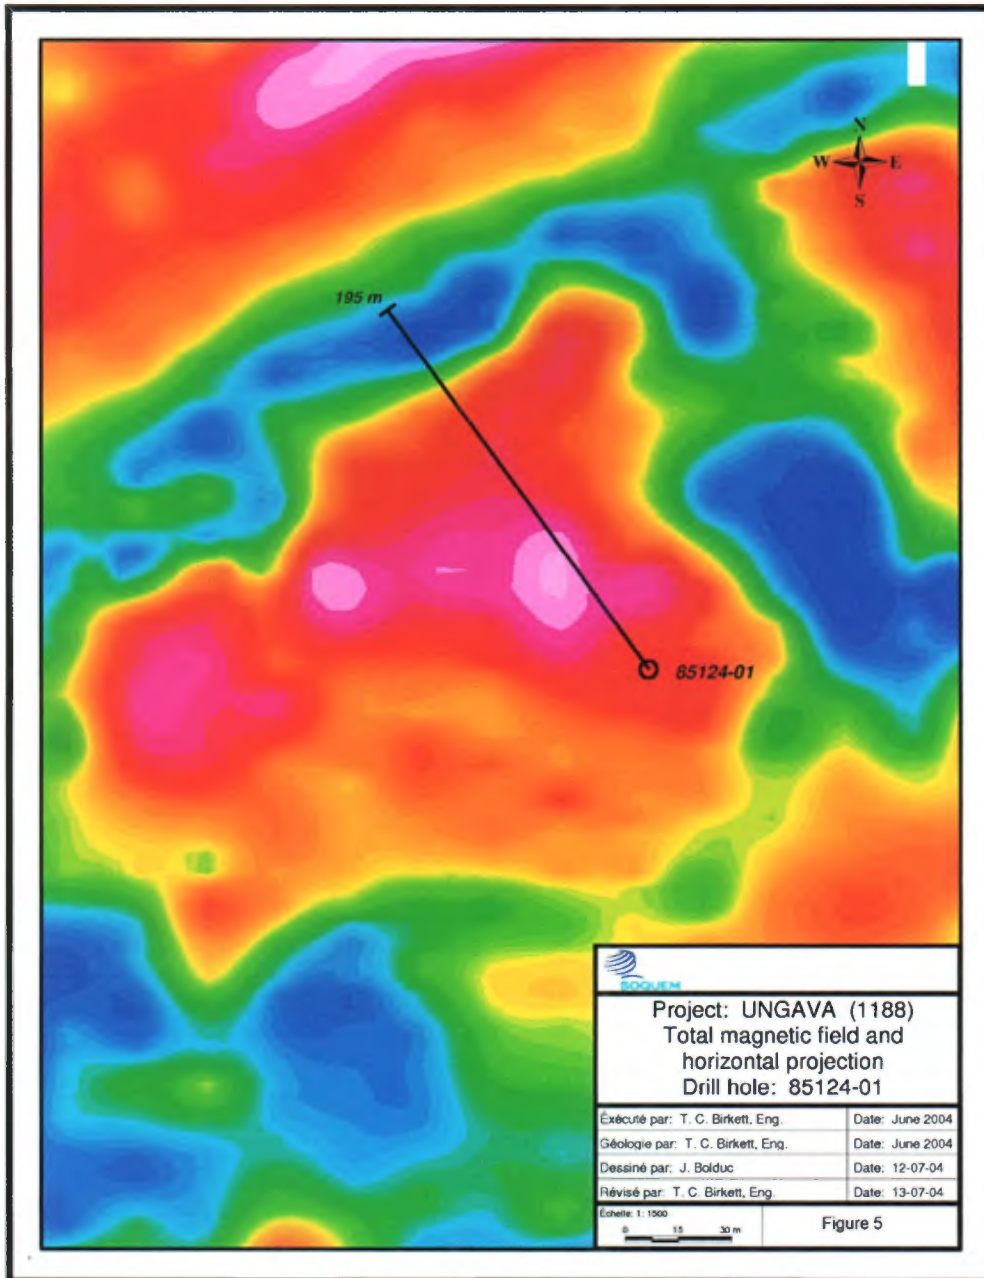 N
W E
S
195 m
85124-01
SOQUEM
Project: UNGAVA (1188)
Total magnetic field and
horizontal projection
Drill hole: 85124-01
Exécuté par: T. C. Birkett, Eng. Date: June 2004
Géologie par: T. C. Birkett, Eng. Date: June 2004
Dessiné par: J. Bolduc Date: 12-07-04
Révisé par: T. C. Birkett, Eng. Date: 13-07-04
Échelle: 1: 1500
0 15 30 m
Figure 5